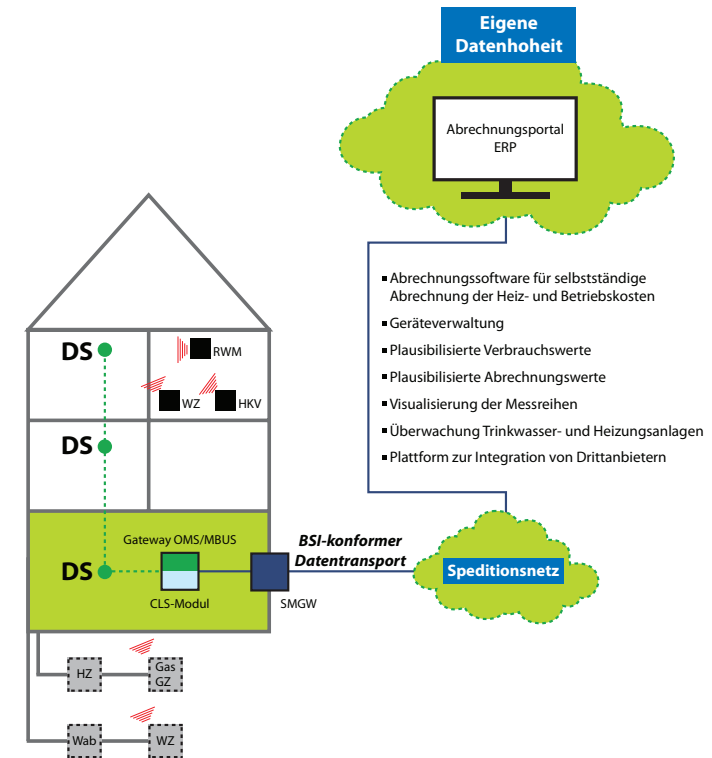 Eigene
Datenhoheit
Abrechnungsportal
ERP
▪ Abrechnungssoftware für selbstständige
Abrechnung der Heiz- und Betriebskosten
▪ Geräteverwaltung
▪ Plausibilisierte Verbrauchswerte
▪ Plausibilisierte Abrechnungswerte
▪ Visualisierung der Messreihen
▪ Überwachung Trinkwasser- und Heizungsanlagen
▪ Plattform zur Integration von Drittanbietern
DS
RWM
WZ
HKV
DS
Gateway OMS/MBUS
DS
CLS-Modul
SMGW
BSI-konformer
Datentransport
Speditionsnetz
HZ
Gas
GZ
Wab
WZ